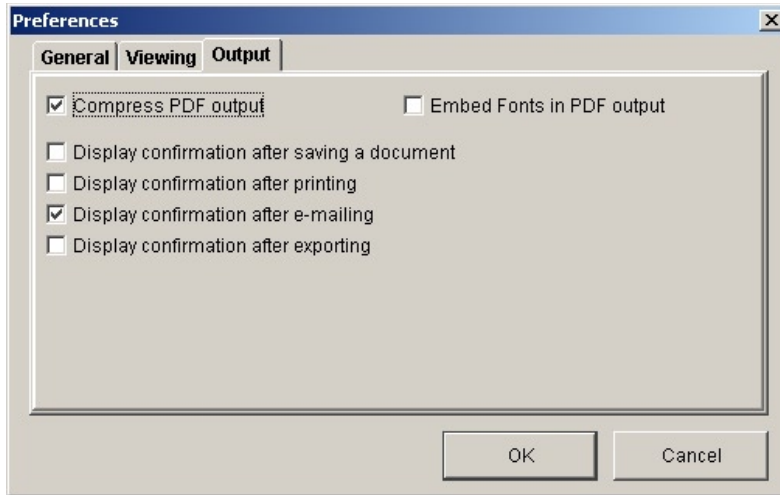 Preferences
General Viewing Output
Compress PDF output Embed Fonts in PDF output
Display confirmation after saving a document
Display confirmation after printing
Display confirmation after e-mailing
Display confirmation after exporting
OK Cancel